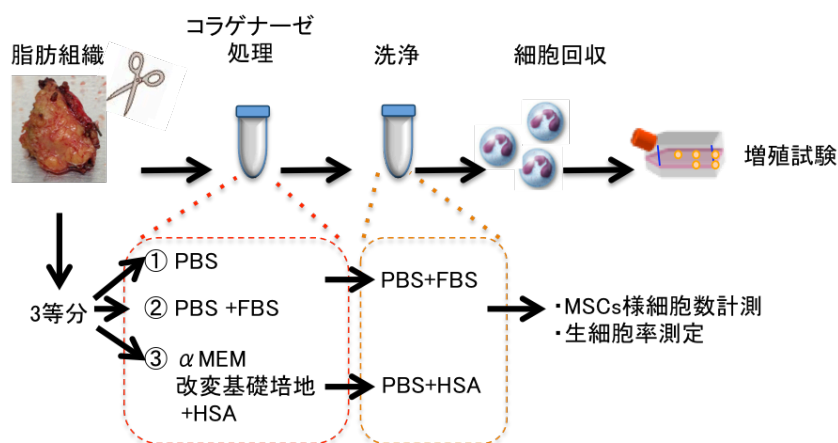 脂肪組織
コラゲナーゼ
処理
洗浄
細胞回収
増殖試験
3等分
① PBS
② PBS +FBS
③ αMEM
改変基礎培地
+HSA
PBS+FBS
PBS+HSA
・MSCs様細胞数計測
・生細胞率測定